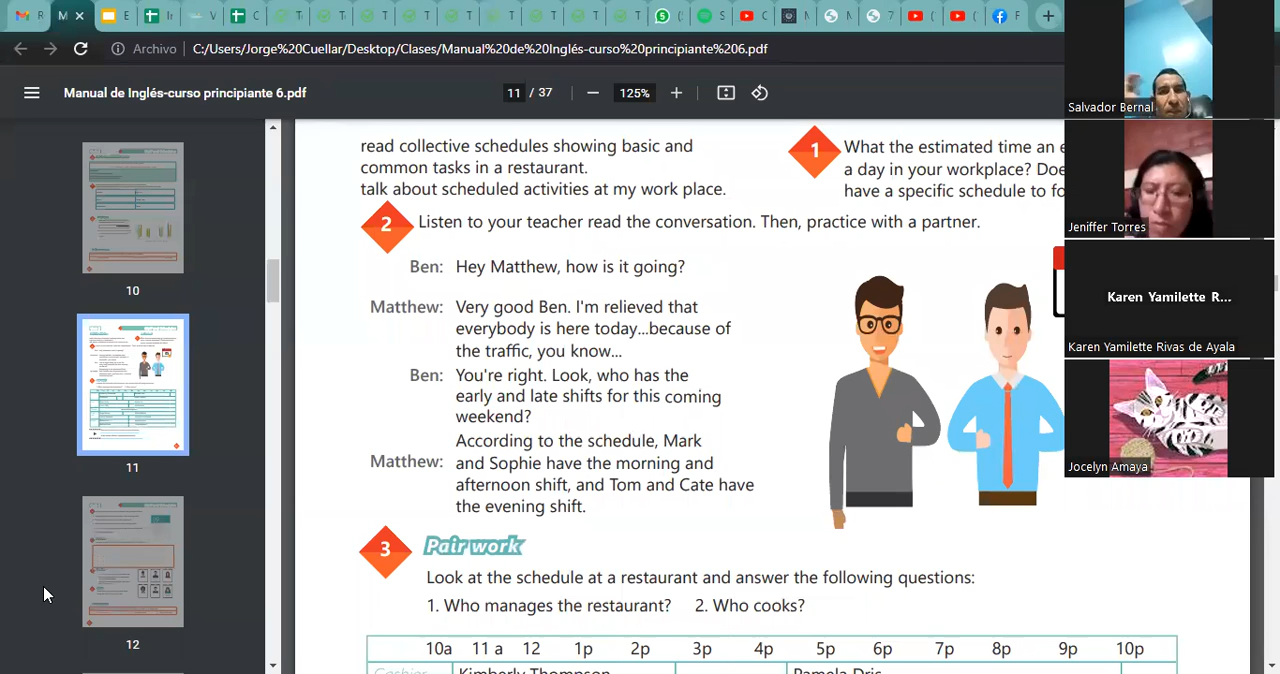 Archivo
C:/Users/Jorge%20Cuellar/Desktop/Clases/Manual%20de%20Inglés-curso%20principiante%206.pdf
Manual de Inglés-curso principiante 6.pdf
11 / 37
125%
10
11
12
read collective schedules showing basic and
common tasks in a restaurant.
talk about scheduled activities at my work place.
1
What the estimated time an
a day in your workplace? Doe
have a specific schedule to fo
2
Listen to your teacher read the conversation. Then, practice with a partner.
Ben: Hey Matthew, how is it going?
Matthew: Very good Ben. I'm relieved that
everybody is here today...because of
the traffic, you know...
Ben: You're right. Look, who has the
early and late shifts for this coming
weekend?
According to the schedule, Mark
Matthew: and Sophie have the morning and
afternoon shift, and Tom and Cate have
the evening shift.
3
Pair work
Look at the schedule at a restaurant and answer the following questions:
1. Who manages the restaurant? 2. Who cooks?
10a 11 a 12 1p 2p 3p 4p 5p 6p 7p 8p 9p 10p
Cashier Kimberly Thompson Pamela Dris
Salvador Bernal
Jeniffer Torres
Karen Yamilette R...
Karen Yamilette Rivas de Ayala
Jocelyn Amaya